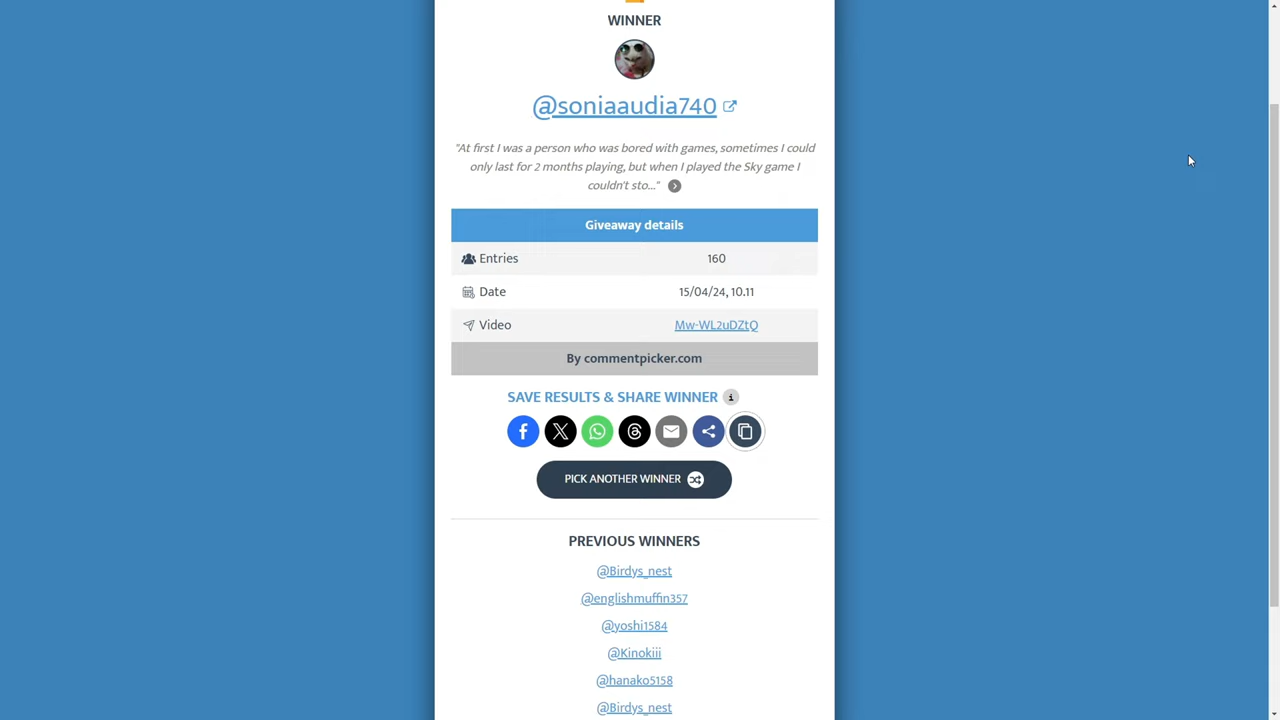 WINNER
@soniaaudia740
"At first I was a person who was bored with games, sometimes I could
only last for 2 months playing, but when I played the Sky game I
couldn't sto..."
Giveaway details
Entries 160
Date 15/04/24, 10.11
Video Mw-WL2uDZtQ
By commentpicker.com
SAVE RESULTS & SHARE WINNER i
PICK ANOTHER WINNER
PREVIOUS WINNERS
@Birdys_nest
@englishmuffin357
@yoshi1584
@Kinokiii
@hanako5158
@Birdys_nest